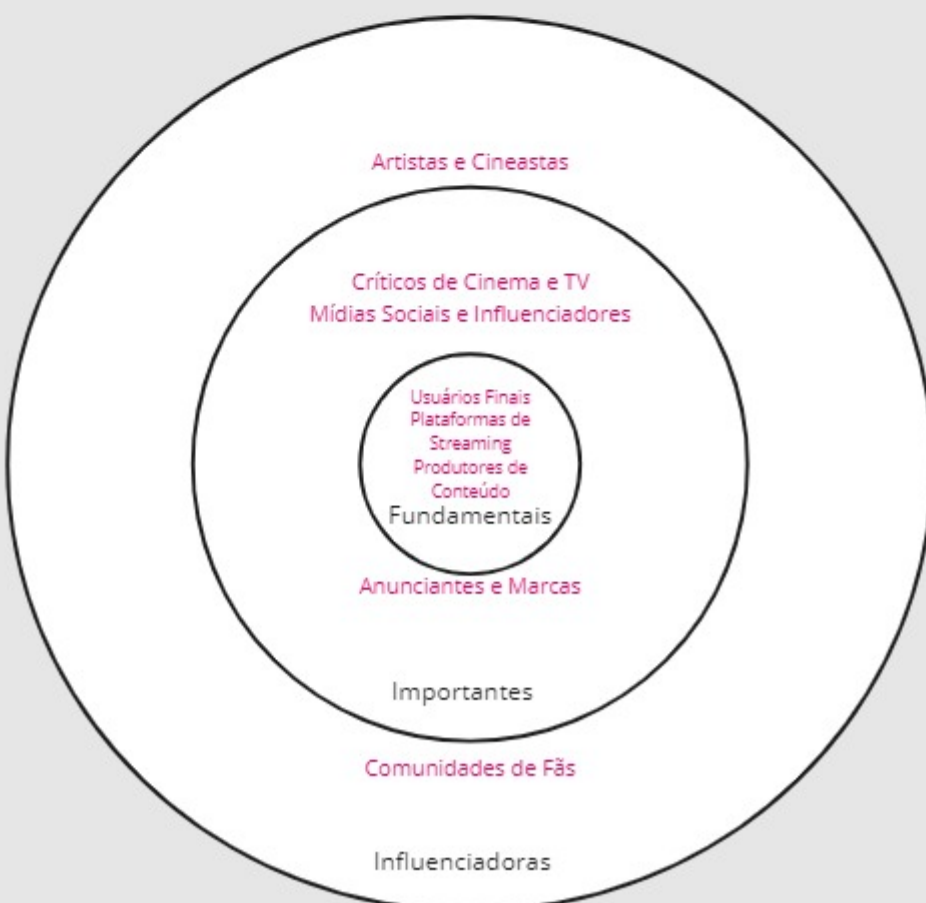 Artistas e Cineastas
Críticos de Cinema e TV
Mídias Sociais e Influenciadores
Usuários Finais
Plataformas de
Streaming
Produtores de
Conteúdo
Fundamentais
Anunciantes e Marcas
Importantes
Comunidades de Fãs
Influenciadoras